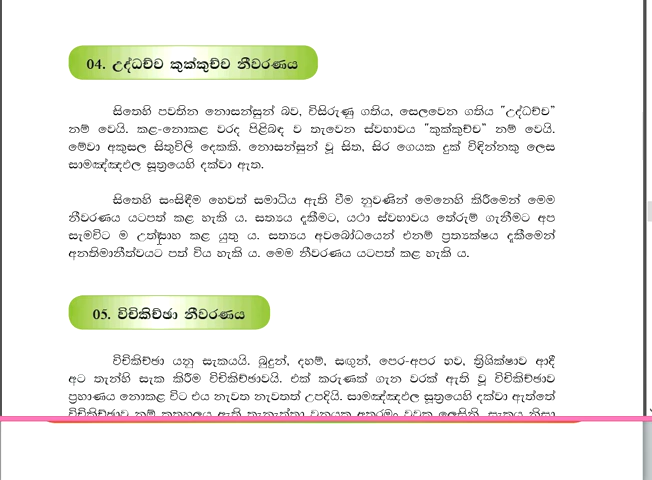 04. උද්ධච්ච කුක්කුච්ච නීවරණය
සිතෙහි පවතින නොසන්සුන් බව, විසිරුණු ගතිය, සෙලවෙන ගතිය "උද්ධච්ච"
නම් වෙයි. කළ-නොකළ වරද පිළිබඳ ව තැවෙන ස්වභාවය "කුක්කුච්ච" නම් වෙයි.
මේවා අකුසල සිතුවිලි දෙකකි. නොසන්සුන් වූ සිත, සිර ගෙයක දුක් විඳින්නකු ලෙස
සාමඤ්ඤඵල සූත්‍රයෙහි දක්වා ඇත.
සිතෙහි සංසිඳීම හෙවත් සමාධිය ඇති වීම නුවණින් මෙනෙහි කිරීමෙන් මෙම
නීවරණය යටපත් කළ හැකි ය. සත්‍යය දැකීමට, යථා ස්වභාවය තේරුම් ගැනීමට අප
සැමවිට ම උත්සාහ කළ යුතු ය. සත්‍යය අවබෝධයෙන් එනම් ප්‍රත්‍යක්ෂය දැකීමෙන්
අනතිමානීත්වයට පත් විය හැකි ය. මෙම නීවරණය යටපත් කළ හැකි ය.
05. විචිකිච්ඡා නීවරණය
විචිකිච්ඡා යනු සැකයයි. බුදුන්, දහම්, සඟුන්, පෙර-අපර භව, ත්‍රිශික්ෂාව ආදී
අට තැන්හි සැක කිරීම විචිකිච්ඡාවයි. එක් කරුණක් ගැන වරක් ඇති වූ විචිකිච්ඡාව
ප්‍රහාණය නොකළ විට එය නැවත නැවතත් උපදියි. සාමඤ්ඤඵල සූත්‍රයෙහි දක්වා ඇත්තේ
විචිකිච්ඡාව නම් ඇති ලෙසිනි. සැකය නිසා